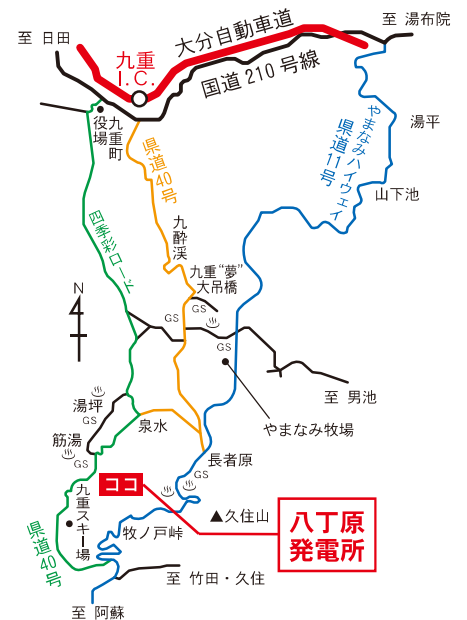 至 湯布院
至 日田
大分自動車道
九重
I.C.
国道210号線
やまなみハイウェイ
県道11号
湯平
九重町
役場
県道40号
山下池
四季彩ロード
九酔渓
九重“夢”
大吊橋
N
GS
GS
GS
至 男池
湯坪
GS
泉水
やまなみ牧場
筋湯
GS
長者原
GS
ココ
九重スキー場
久住山
八丁原
発電所
牧ノ戸峠
県道40号
至 竹田・久住
至 阿蘇